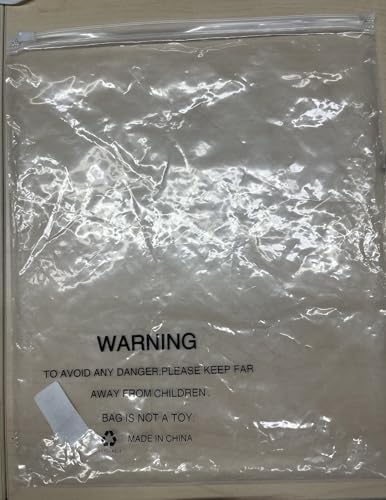 WARNING
TO AVOID ANY DANGER,PLEASE KEEP FAR
AWAY FROM CHILDREN .
BAG IS NOT A TOY.
MADE IN CHINA